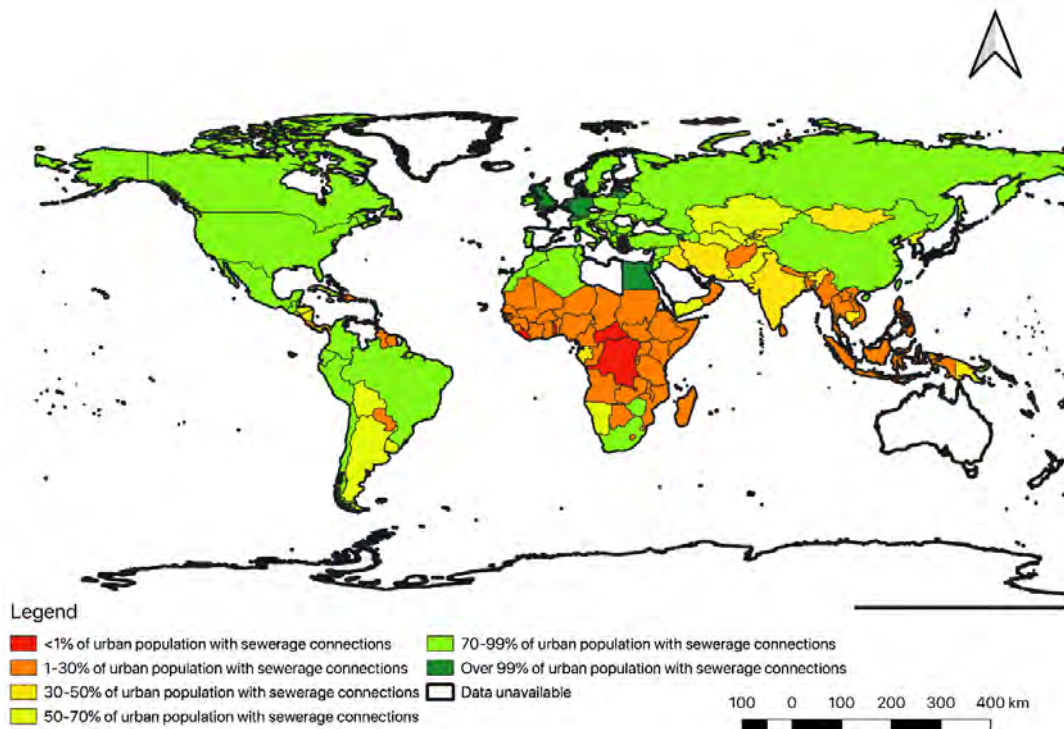 Legend
<1% of urban population with sewerage connections
1-30% of urban population with sewerage connections
30-50% of urban population with sewerage connections
50-70% of urban population with sewerage connections
70-99% of urban population with sewerage connections
Over 99% of urban population with sewerage connections
Data unavailable
100 0 100 200 300 400 km